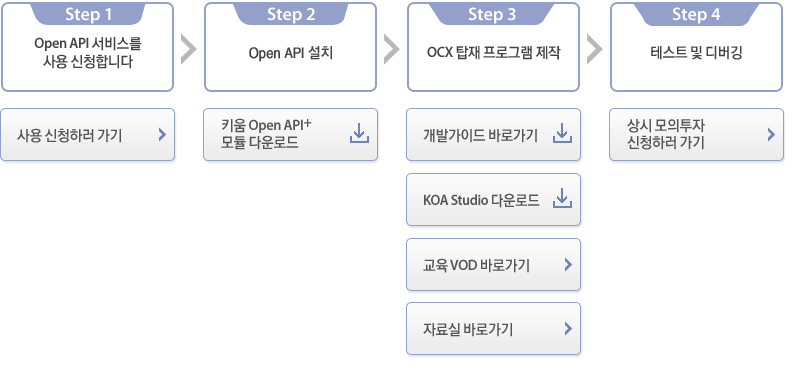 Step 1
Open API 서비스를
사용 신청합니다
Step 2
Open API 설치
Step 3
OCX 탑재 프로그램 제작
Step 4
테스트 및 디버깅
사용 신청하러 가기
키움 Open API+
모듈 다운로드
개발가이드 바로가기
KOA Studio 다운로드
교육 VOD 바로가기
자료실 바로가기
상시 모의투자
신청하러 가기